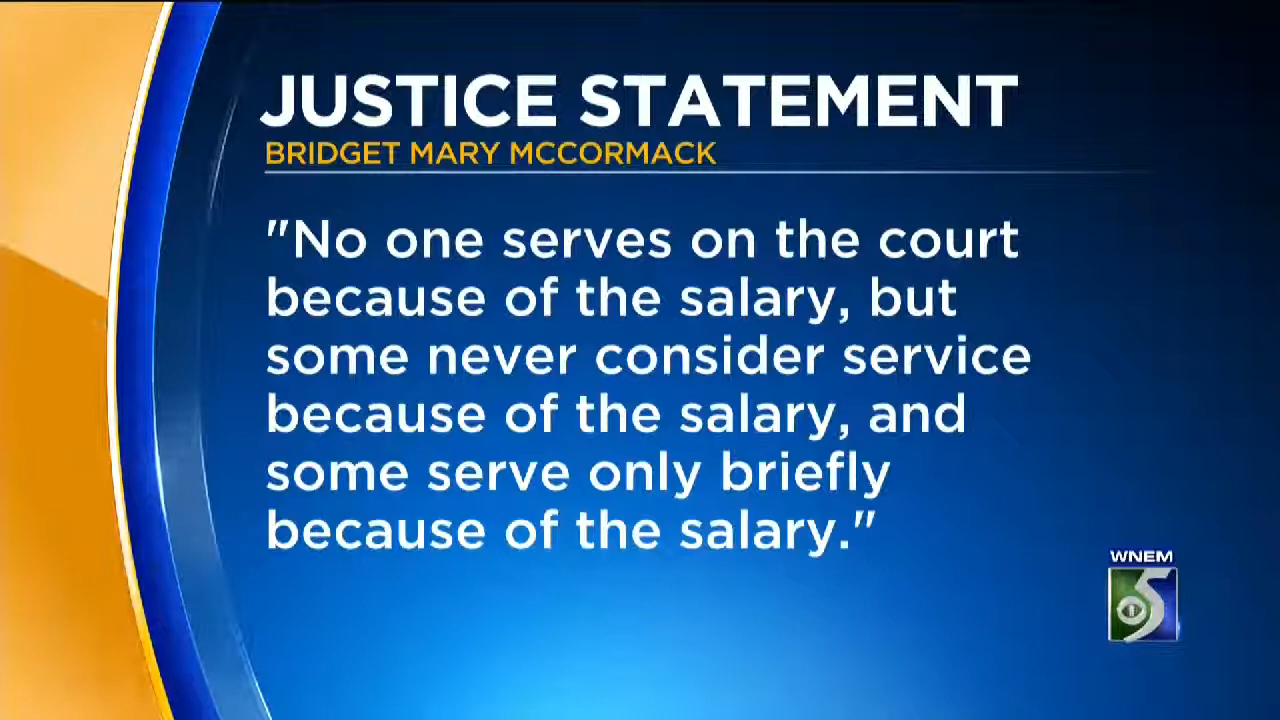 JUSTICE STATEMENT
BRIDGET MARY MCCORMACK
"No one serves on the court
because of the salary, but
some never consider service
because of the salary, and
some serve only briefly
because of the salary."
WNEM
5